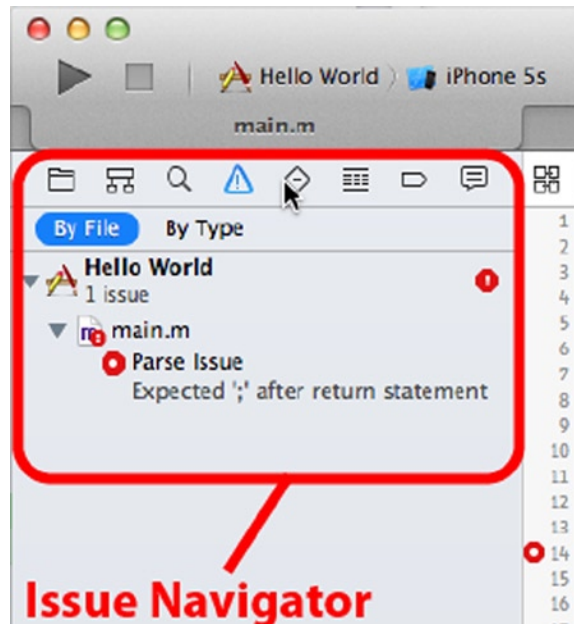 Hello World iPhone 5s
main.m
By File By Type
Hello World
1 issue
main.m
Parse Issue
Expected ';' after return statement
Issue Navigator
1
2
3
4
5
6
7
8
9
10
11
12
13
14
15
16